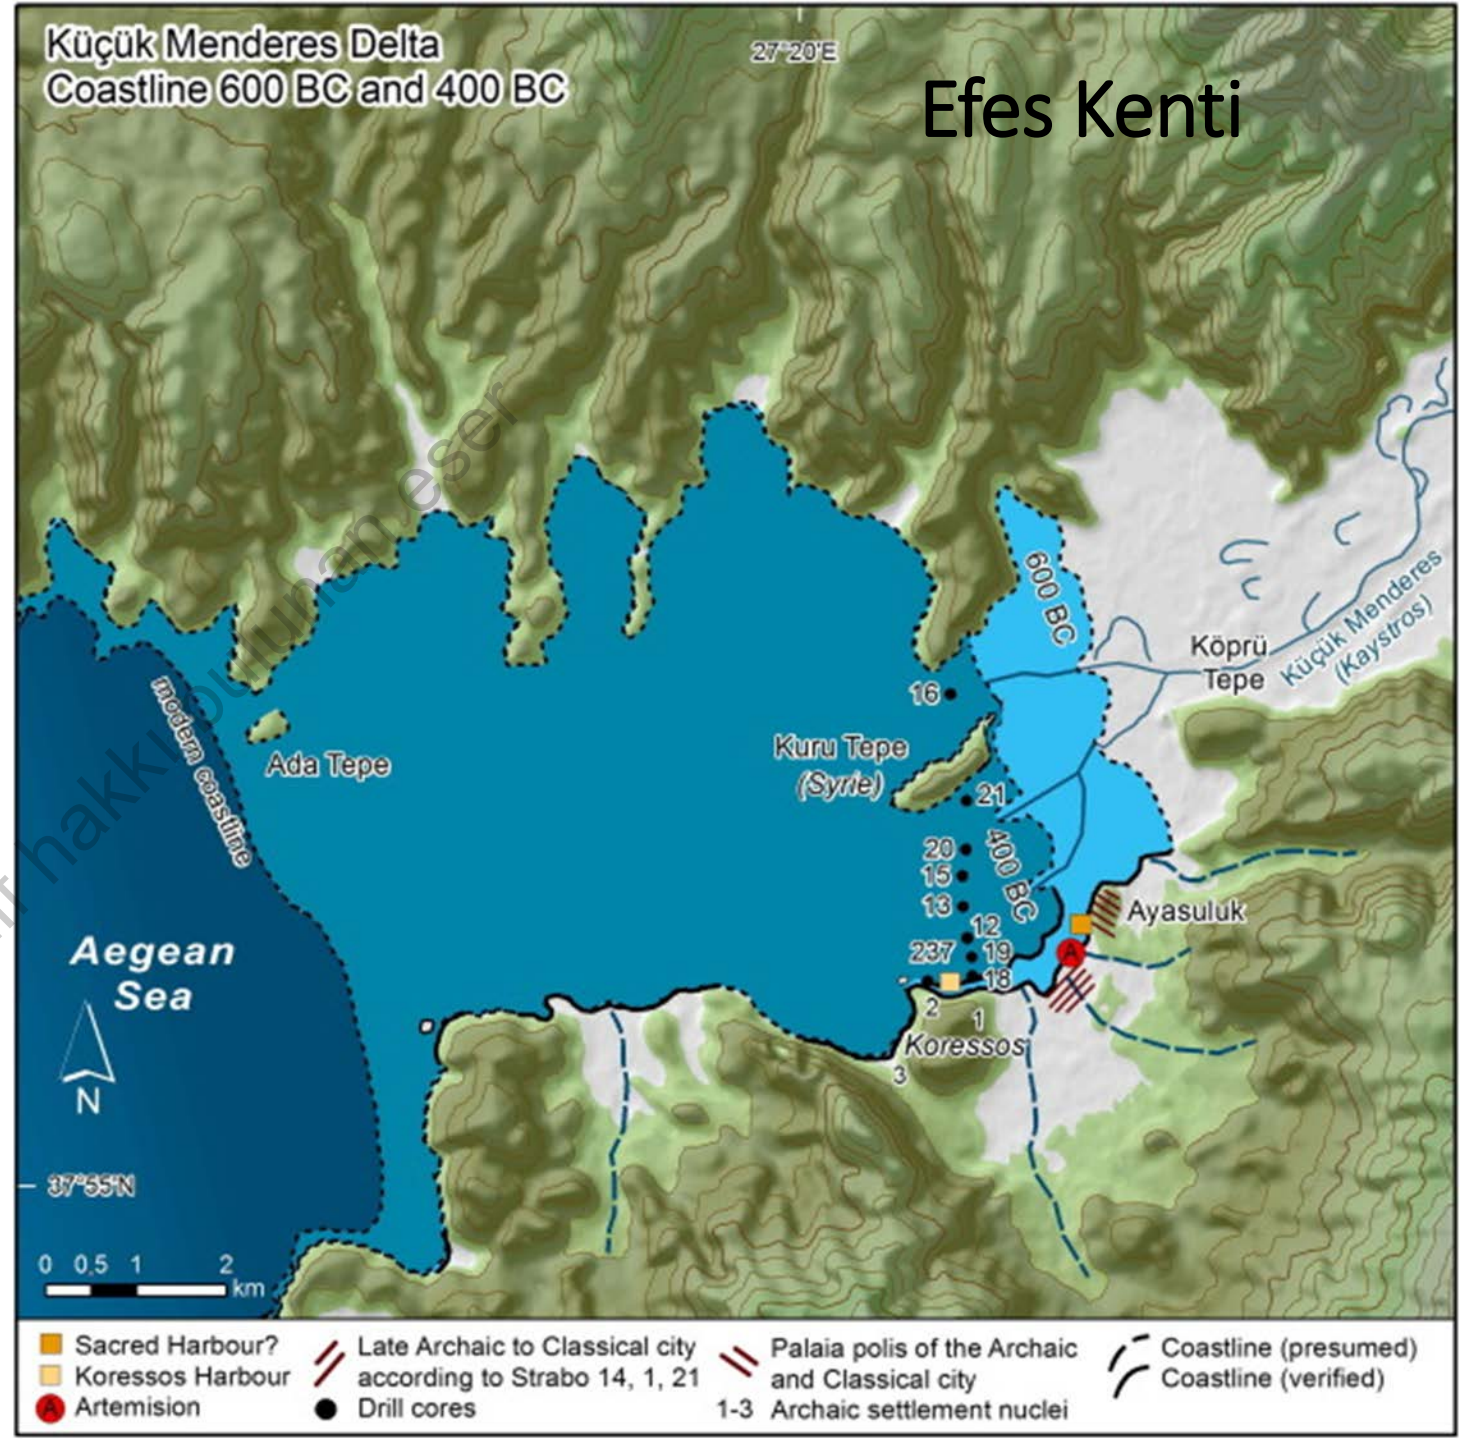 Küçük Menderes Delta
Coastline 600 BC and 400 BC
27°20'E
Efes Kenti
600 BC
Köprü
Tepe
Küçük Menderes
(Kaystros)
16
modern coastline
Ada Tepe
Kuru Tepe
(Syrie)
21
20
400 BC
15
13
Ayasuluk
12
237
19
A
18
Aegean
Sea
2
1
Koressos
3
N
37°55'N
0 0,5 1 2
km
Sacred Harbour?
Koressos Harbour
A Artemision
Late Archaic to Classical city
according to Strabo 14, 1, 21
Drill cores
Palaia polis of the Archaic
and Classical city
1-3 Archaic settlement nuclei
Coastline (presumed)
Coastline (verified)
hakkı bulunan eser